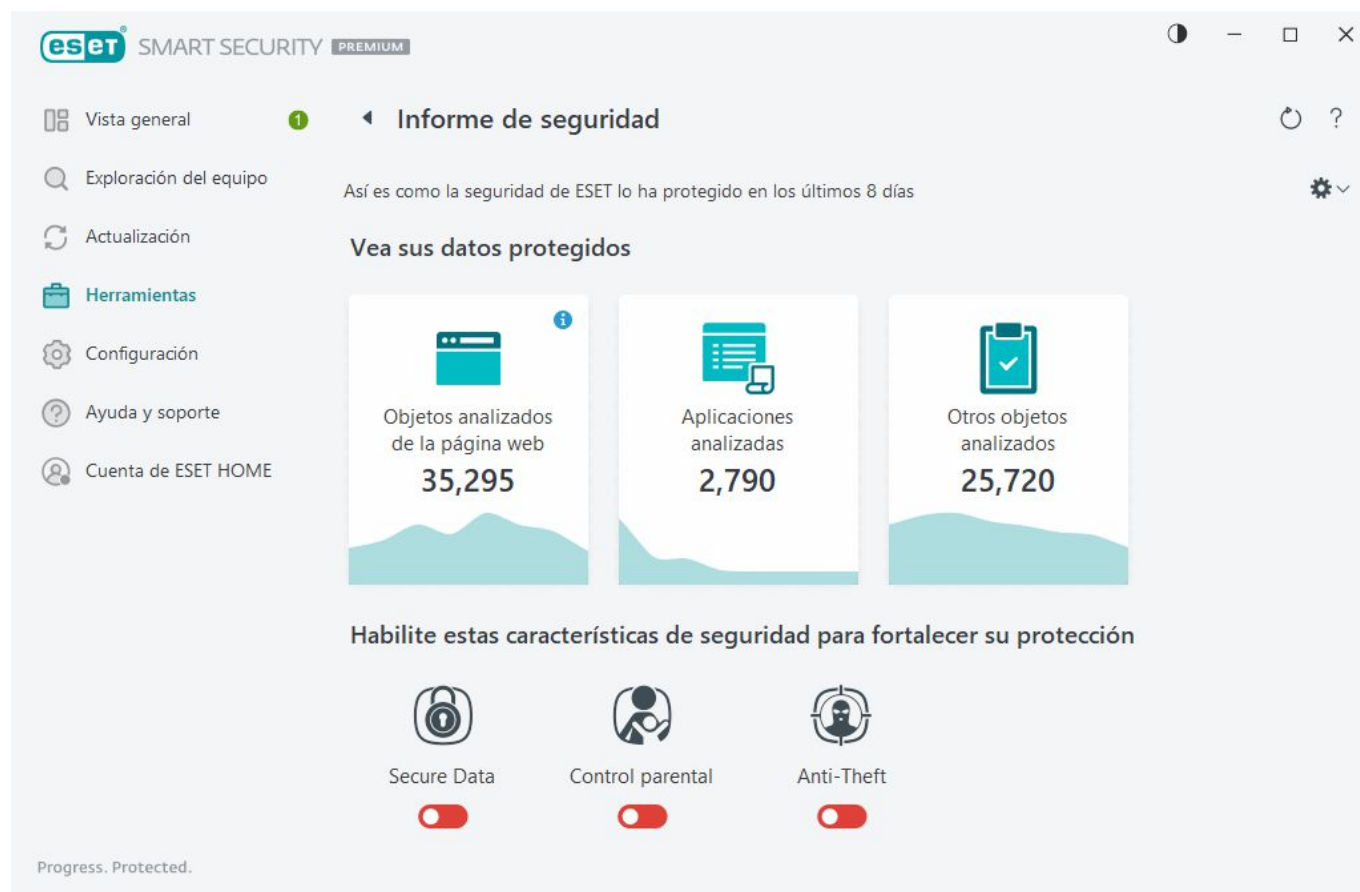 eset® SMART SECURITY PREMIUM
Vista general 1
Exploración del equipo
Actualización
Herramientas
Configuración
Ayuda y soporte
Cuenta de ESET HOME
Informe de seguridad
?
Así es como la seguridad de ESET lo ha protegido en los últimos 8 días
Vea sus datos protegidos
Objetos analizados
de la página web
35,295
Aplicaciones
analizadas
2,790
Otros objetos
analizados
25,720
Habilite estas características de seguridad para fortalecer su protección
Secure Data
Control parental
Anti-Theft
Progress. Protected.